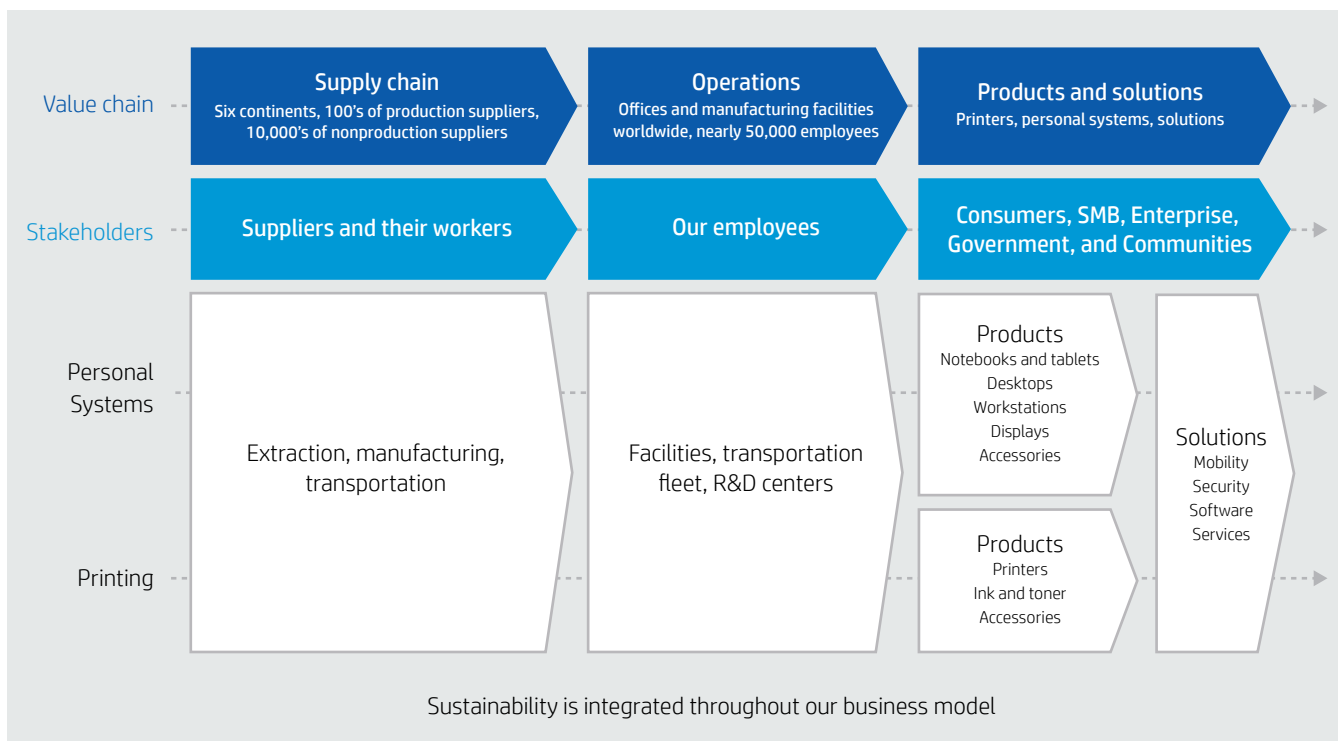 Value chain
Supply chain
Six continents, 100's of production suppliers,
10,000's of nonproduction suppliers
Operations
Offices and manufacturing facilities
worldwide, nearly 50,000 employees
Products and solutions
Printers, personal systems, solutions
Stakeholders
Suppliers and their workers
Our employees
Consumers, SMB, Enterprise,
Government, and Communities
Personal
Systems
Printing
Extraction, manufacturing,
transportation
Facilities, transportation
fleet, R&D centers
Products
Notebooks and tablets
Desktops
Workstations
Displays
Accessories
Products
Printers
Ink and toner
Accessories
Solutions
Mobility
Security
Software
Services
Sustainability is integrated throughout our business model